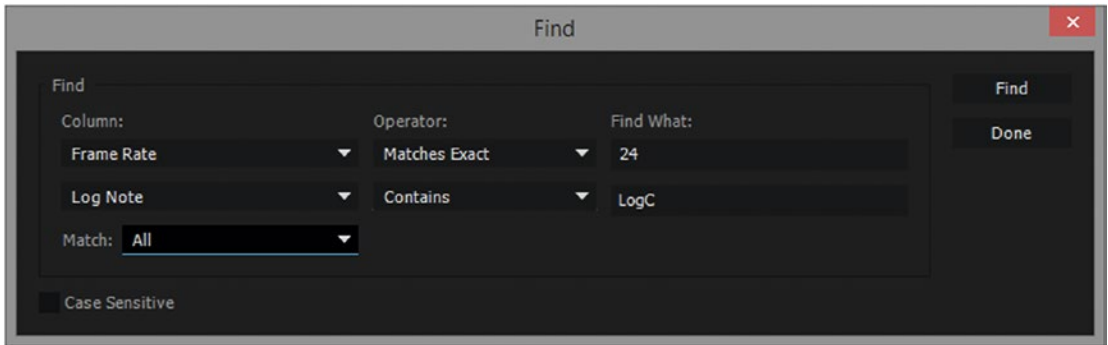 Find
Find
Find
Column: Operator: Find What:
Frame Rate Matches Exact 24
Log Note Contains LogC
Match: All
Case Sensitive
Done